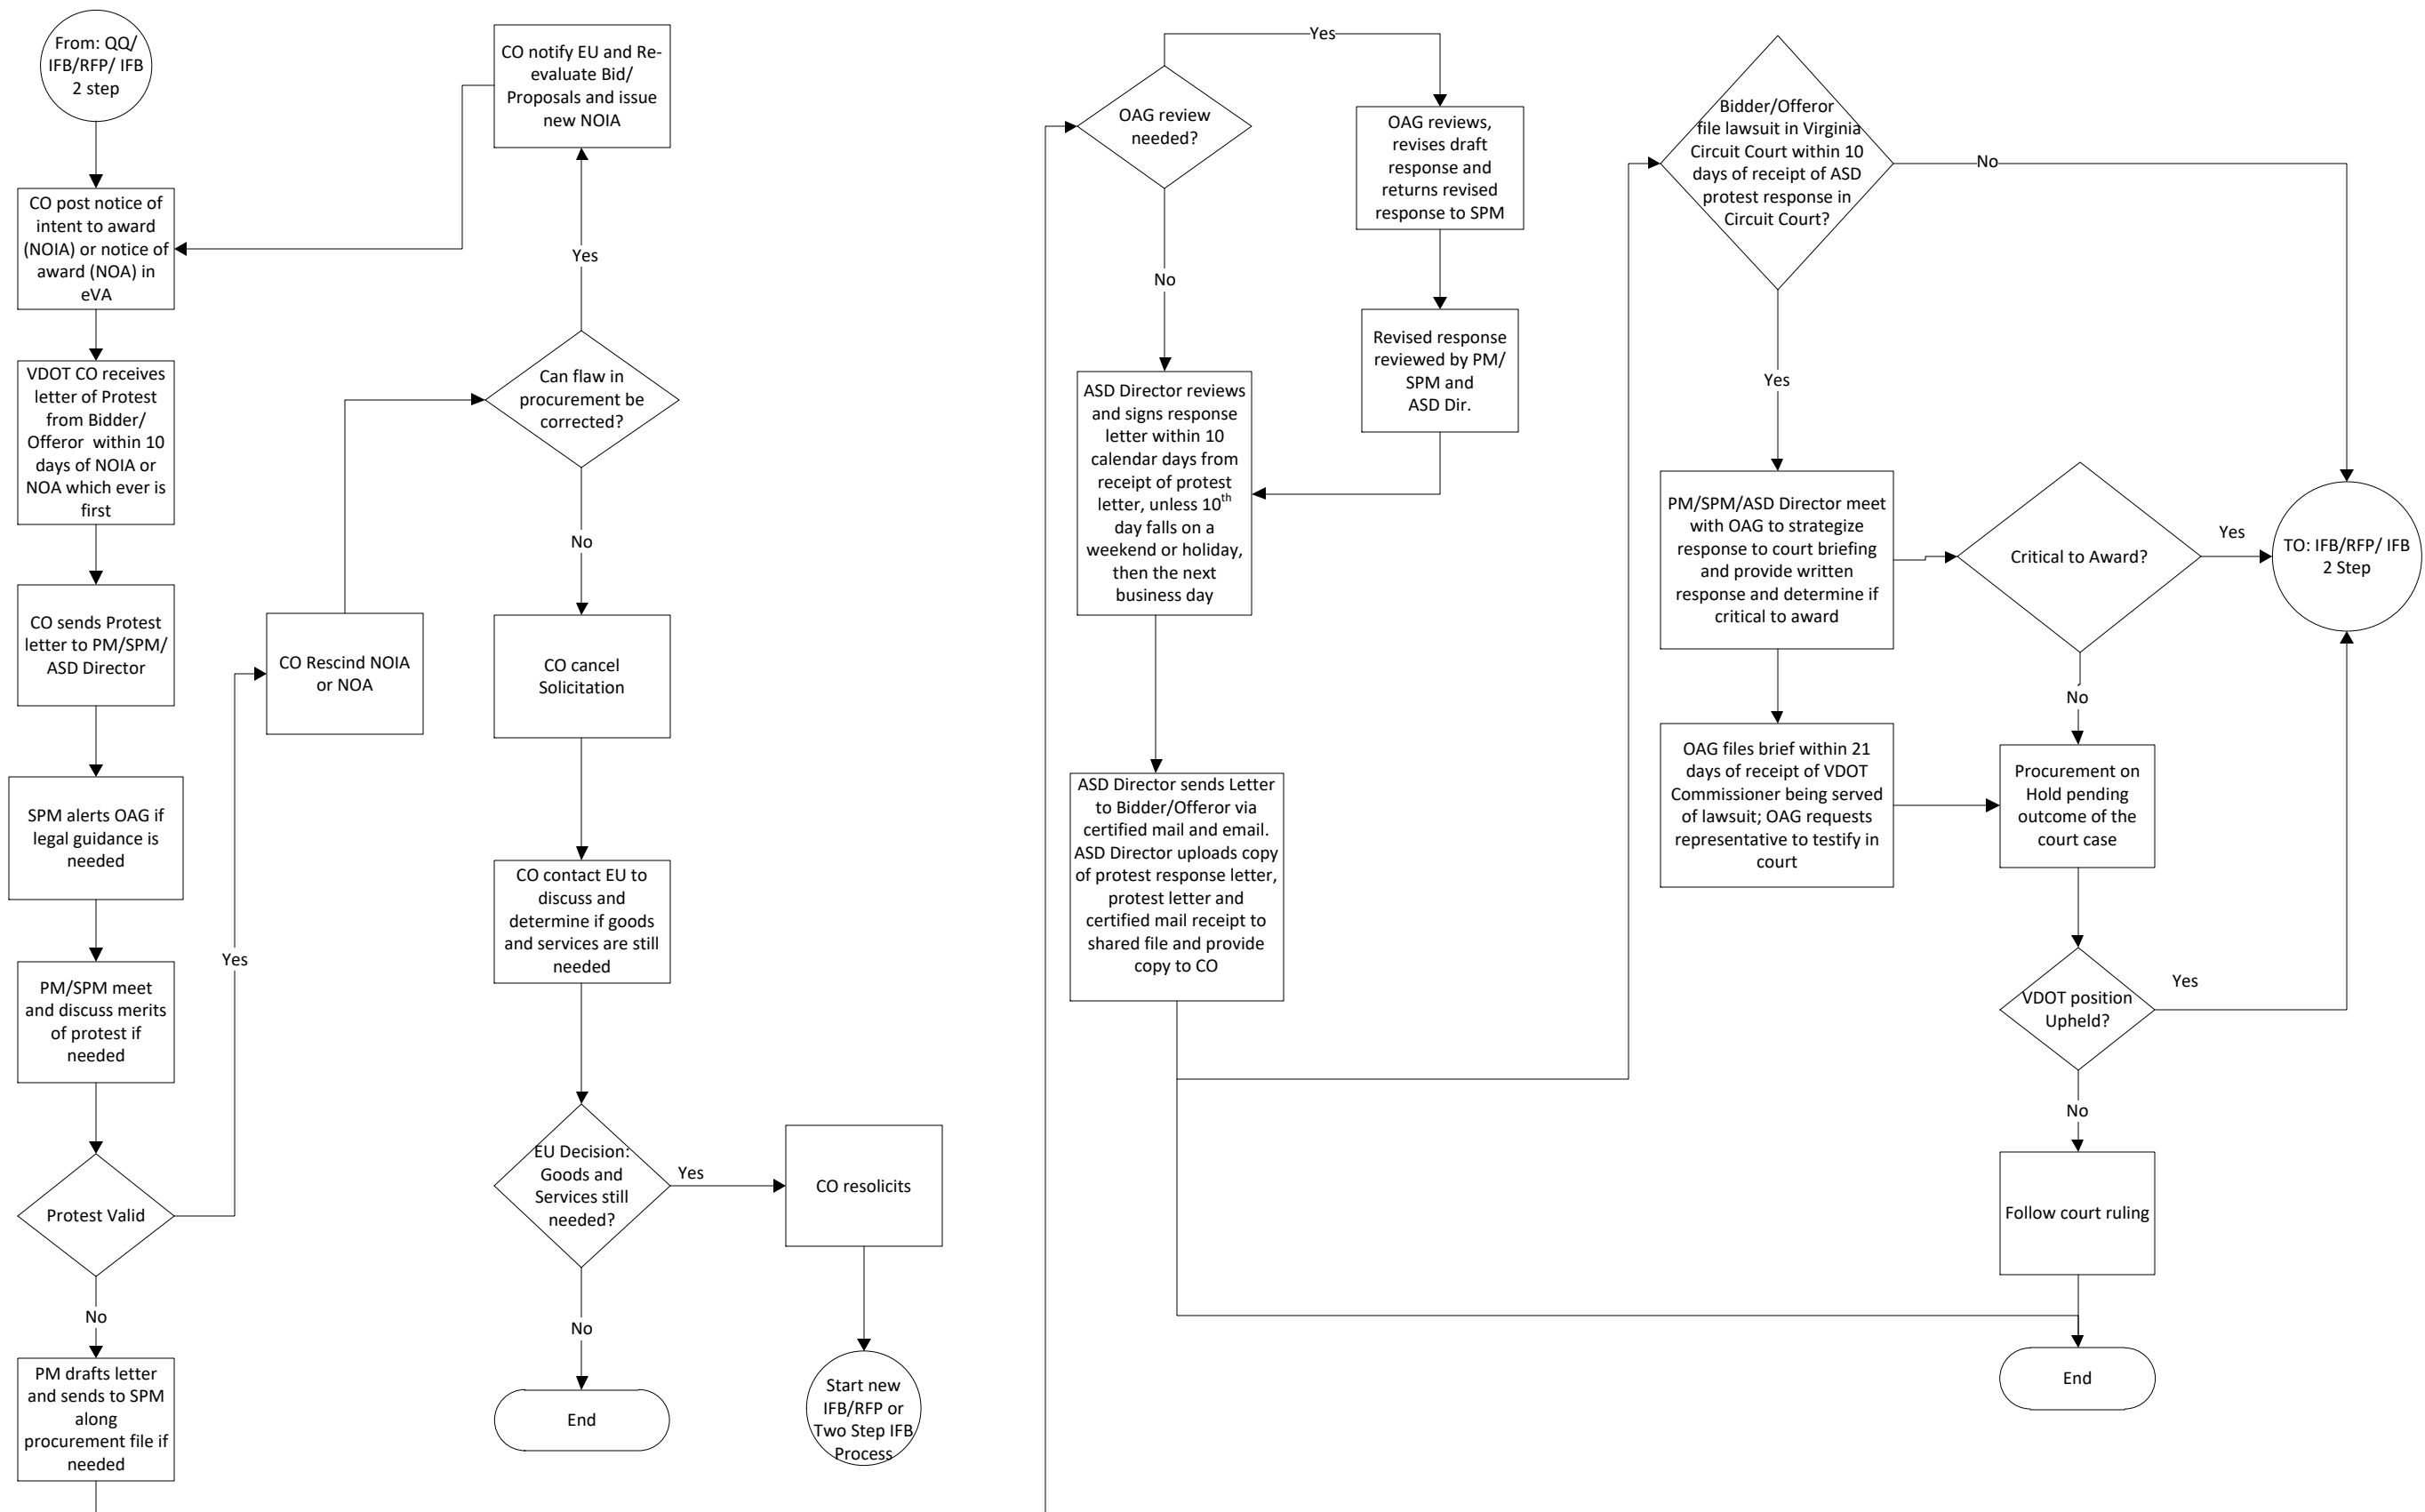 From: QQ/
IFB/RFP/ IFB
2 step
CO post notice of
intent to award
(NOIA) or notice of
award (NOA) in
eVA
VDOT CO receives
letter of Protest
from Bidder/
Offeror within 10
days of NOIA or
NOA which ever is
first
CO sends Protest
letter to PM/SPM/
ASD Director
SPM alerts OAG if
legal guidance is
needed
PM/SPM meet
and discuss merits
of protest if
needed
Protest Valid
Yes
No
PM drafts letter
and sends to SPM
along
procurement file if
needed
CO Rescind NOIA
or NOA
CO notify EU and Re-
evaluate Bid/
Proposals and issue
new NOIA
Yes
Can flaw in
procurement be
corrected?
No
CO cancel
Solicitation
CO contact EU to
discuss and
determine if goods
and services are still
needed
EU Decision:
Goods and
Services still
needed?
Yes
No
End
CO resolicits
Start new
IFB/RFP or
Two Step IFB
Process
OAG review
needed?
Yes
No
OAG reviews,
revises draft
response and
returns revised
response to SPM
Revised response
reviewed by PM/
SPM and
ASD Dir.
ASD Director reviews
and signs response
letter within 10
calendar days from
receipt of protest
letter, unless 10th
day falls on a
weekend or holiday,
then the next
business day
ASD Director sends Letter
to Bidder/Offeror via
certified mail and email.
ASD Director uploads copy
of protest response letter,
protest letter and
certified mail receipt to
shared file and provide
copy to CO
Bidder/Offeror
file lawsuit in Virginia
Circuit Court within 10
days of receipt of ASD
protest response in
Circuit Court?
No
Yes
PM/SPM/ASD Director meet
with OAG to strategize
response to court briefing
and provide written
response and determine if
critical to award
Critical to Award?
Yes
No
TO: IFB/RFP/ IFB
2 Step
OAG files brief within 21
days of receipt of VDOT
Commissioner being served
of lawsuit; OAG requests
representative to testify in
court
Procurement on
Hold pending
outcome of the
court case
VDOT position
Upheld?
Yes
No
Follow court ruling
End